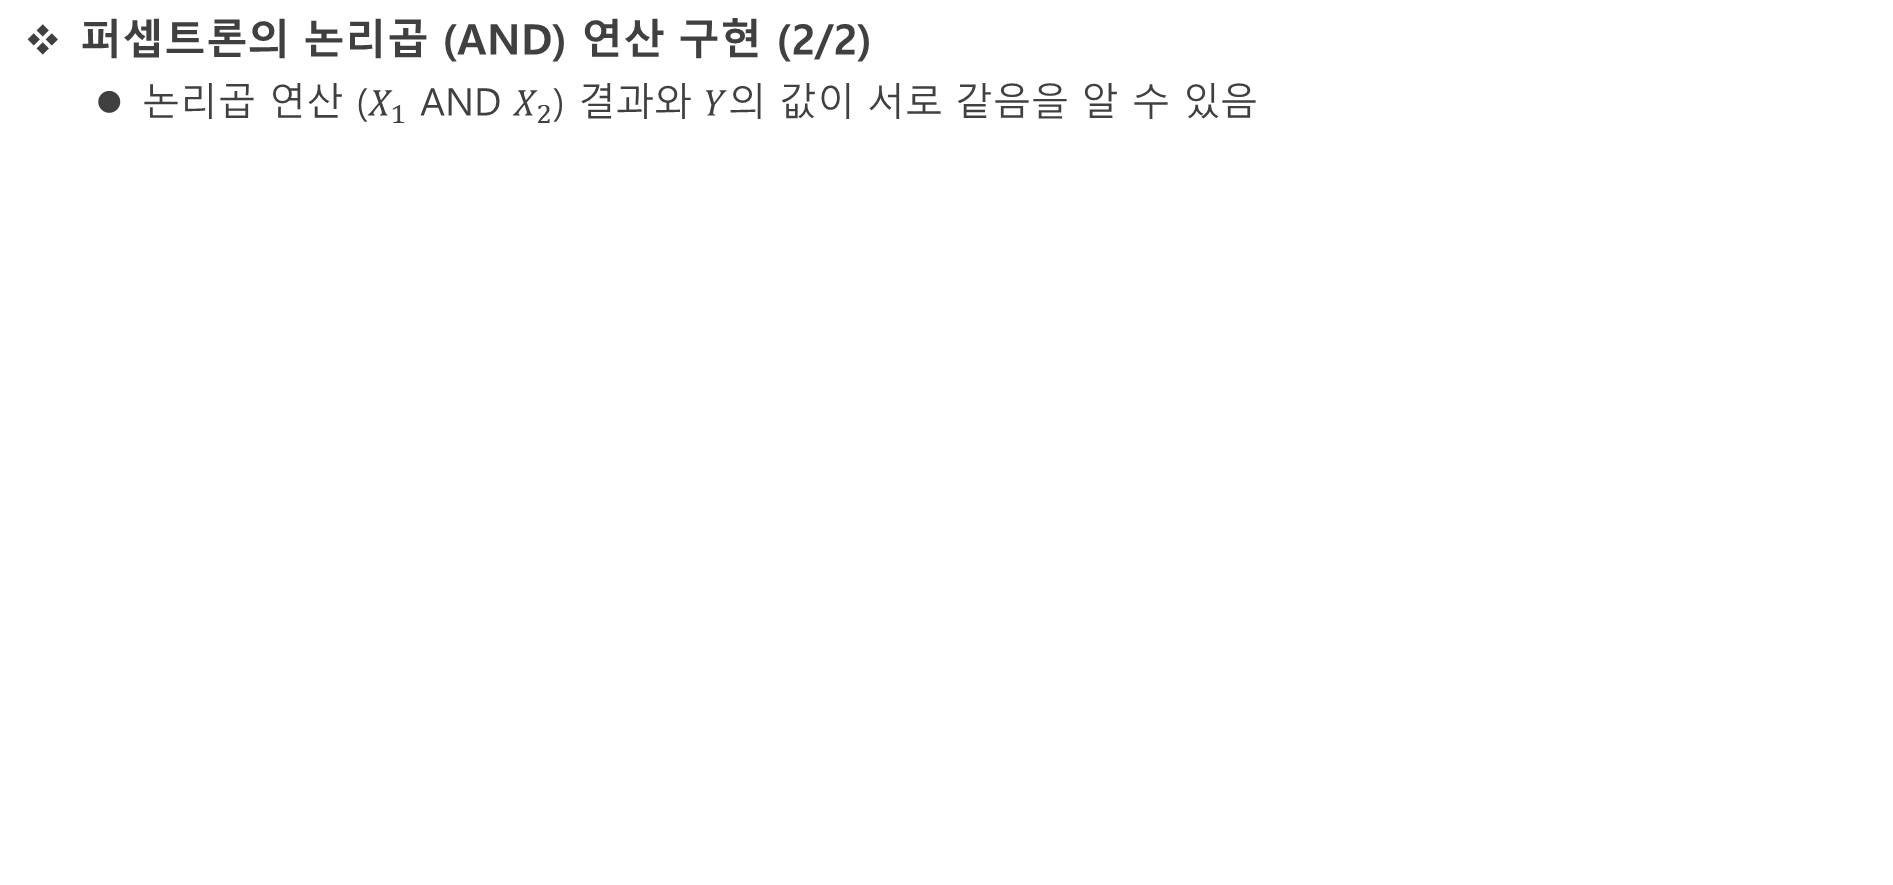 ❖ 퍼셉트론의 논리곱 (AND) 연산 구현 (2/2)
● 논리곱 연산 (X₁ AND X₂) 결과와 Y의 값이 서로 같음을 알 수 있음